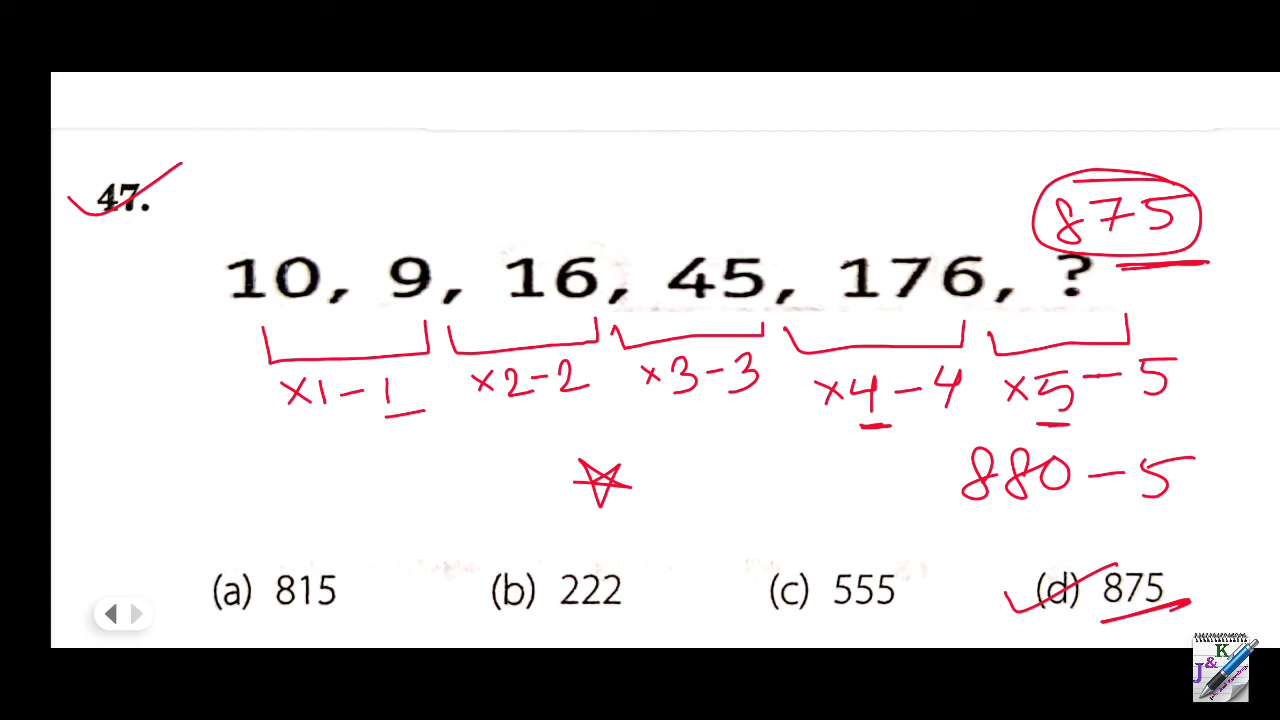 47.
875
10, 9, 16, 45, 176, ?
×1-1 ×2-2 ×3-3 ×4-4 ×5-5
880-5
(a) 815 (b) 222 (c) 555 (d) 875
J&K